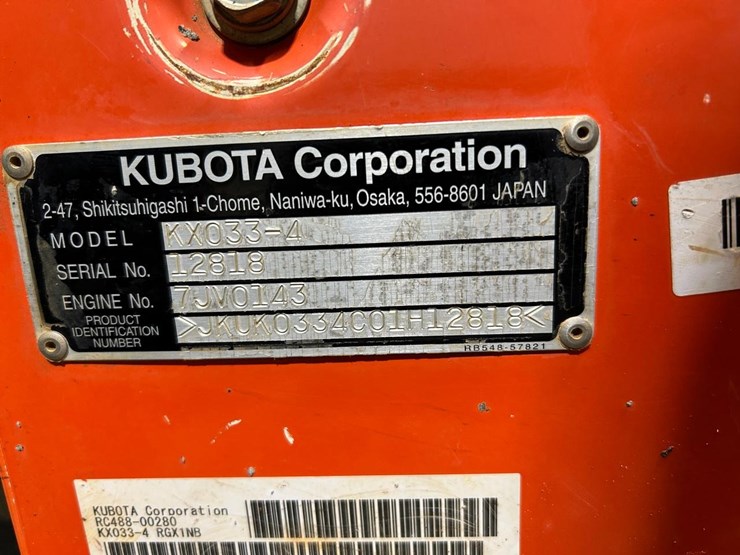 KUBOTA Corporation
2-47, Shikitsuhigashi 1-Chome, Naniwa-ku, Osaka, 556-8601 JAPAN
MODEL KX033-4
SERIAL No. 12818
ENGINE No. 7JV0143
PRODUCT IDENTIFICATION NUMBER >JKUK0334C01H12818<
RB548-57821
KUBOTA Corporation
RC488-00280
KX033-4 RGX1NB